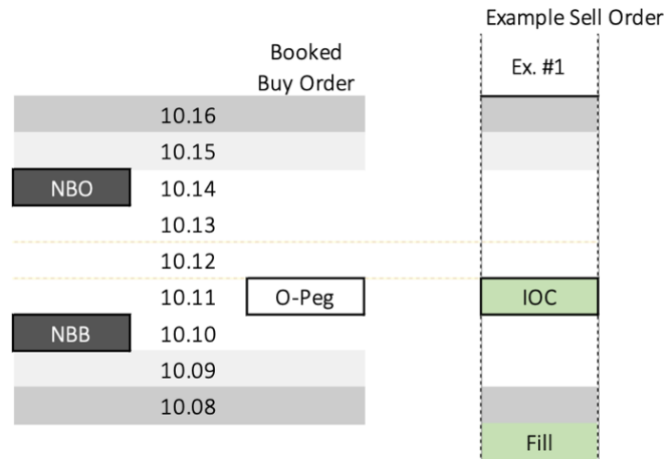 Example Sell Order
Booked
Buy Order
Ex. #1
10.16
10.15
NBO 10.14
10.13
10.12
10.11 O-Peg IOC
NBB 10.10
10.09
10.08
Fill